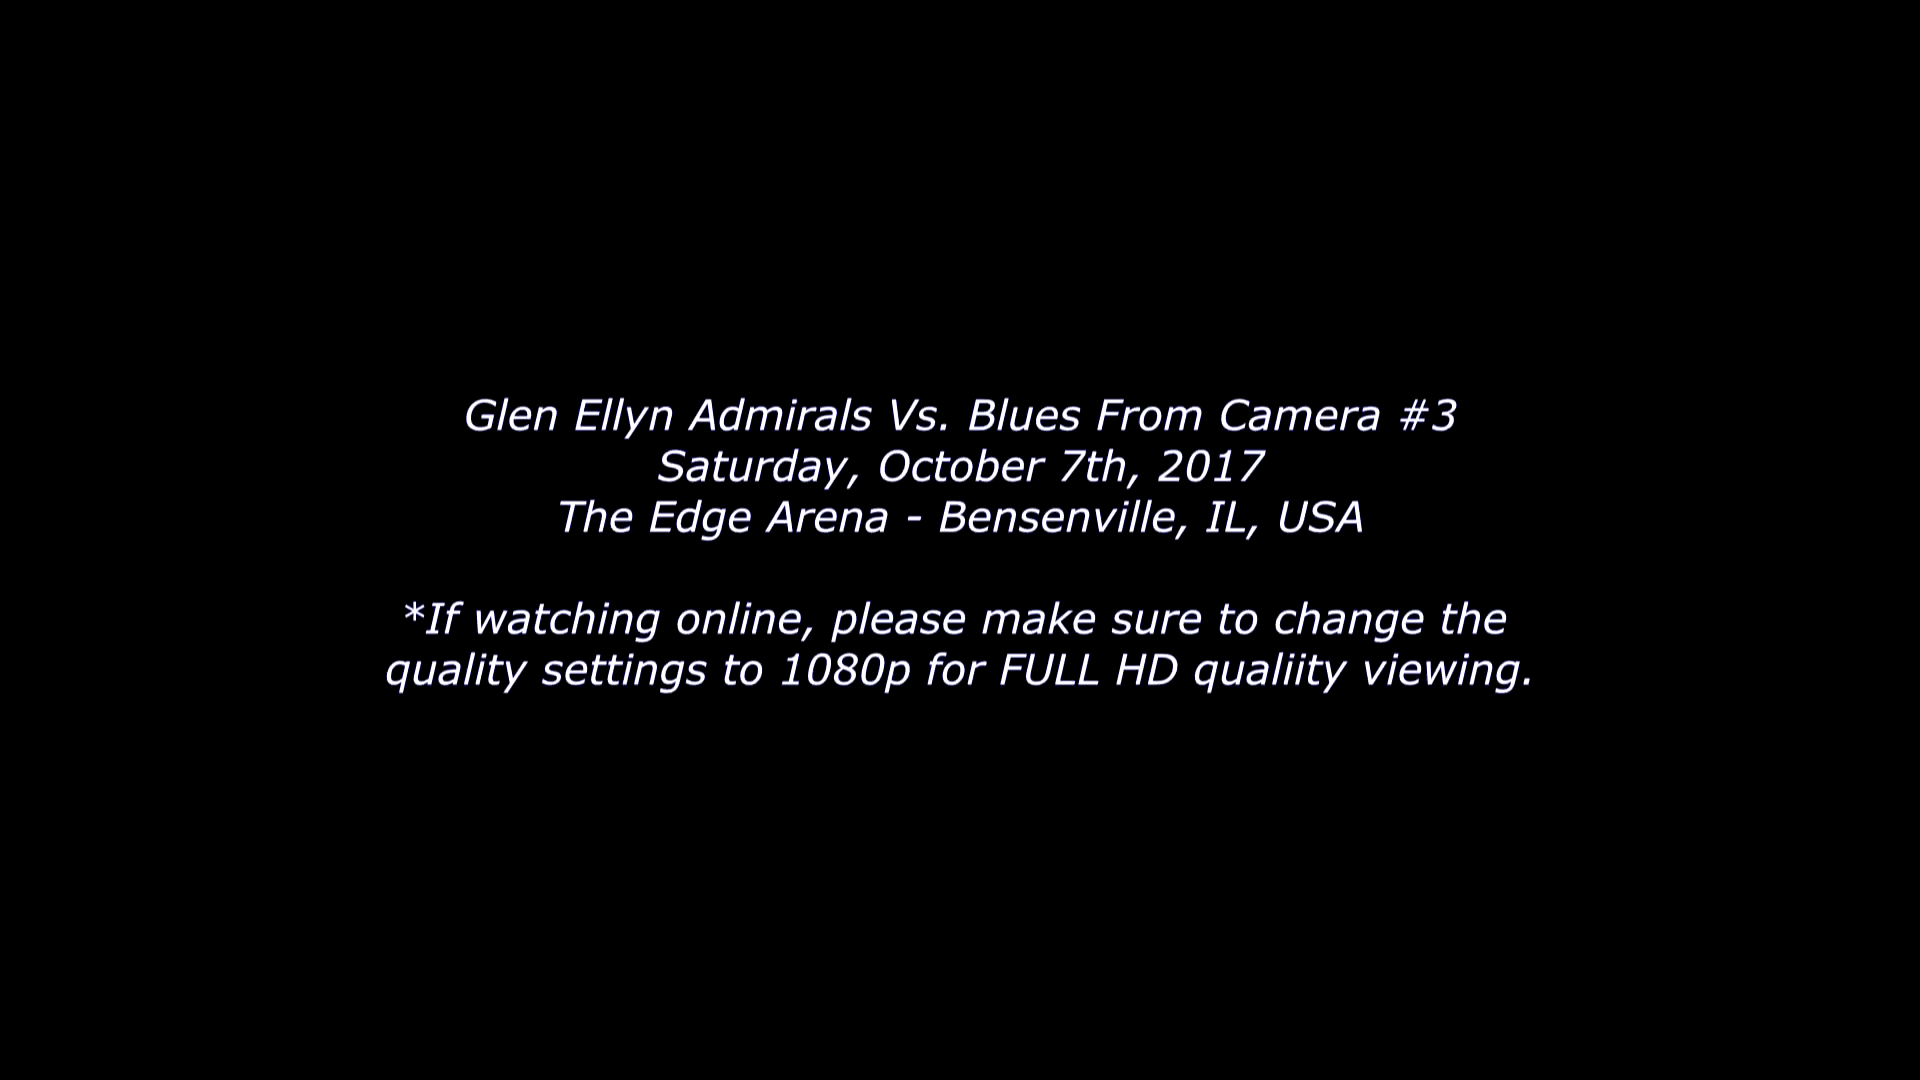 Glen Ellyn Admirals Vs. Blues From Camera #3
Saturday, October 7th, 2017
The Edge Arena - Bensenville, IL, USA
*If watching online, please make sure to change the
quality settings to 1080p for FULL HD qualiity viewing.